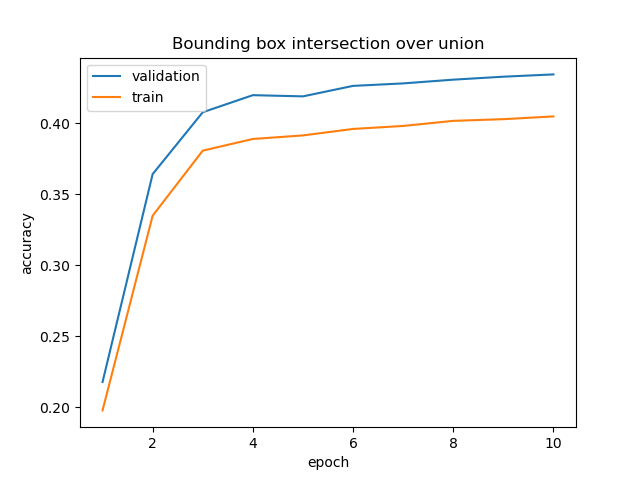 Bounding box intersection over union
validation
train
accuracy
0.40
0.35
0.30
0.25
0.20
2 4 6 8 10
epoch